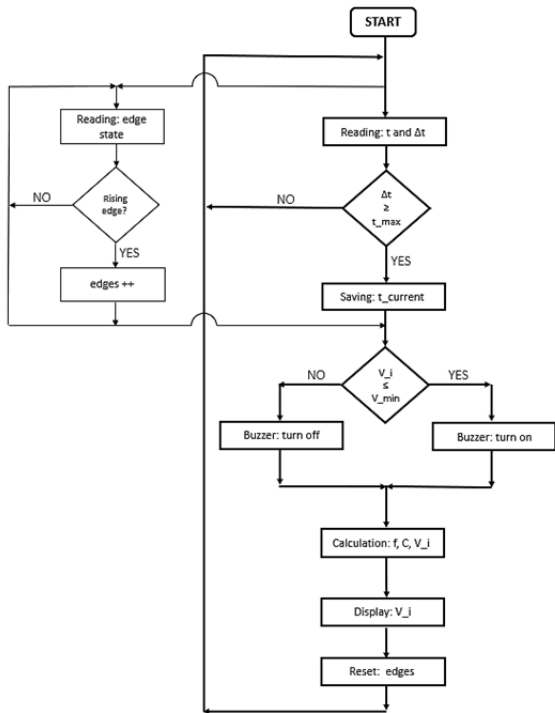 START
Reading: edge
state
Reading: t and Δt
NO
Rising
edge?
YES
NO
Δt
≥
t_max
YES
edges ++
Saving: t_current
NO
V_i
≤
V_min
YES
Buzzer: turn off
Buzzer: turn on
Calculation: f, C, V_i
Display: V_i
Reset: edges